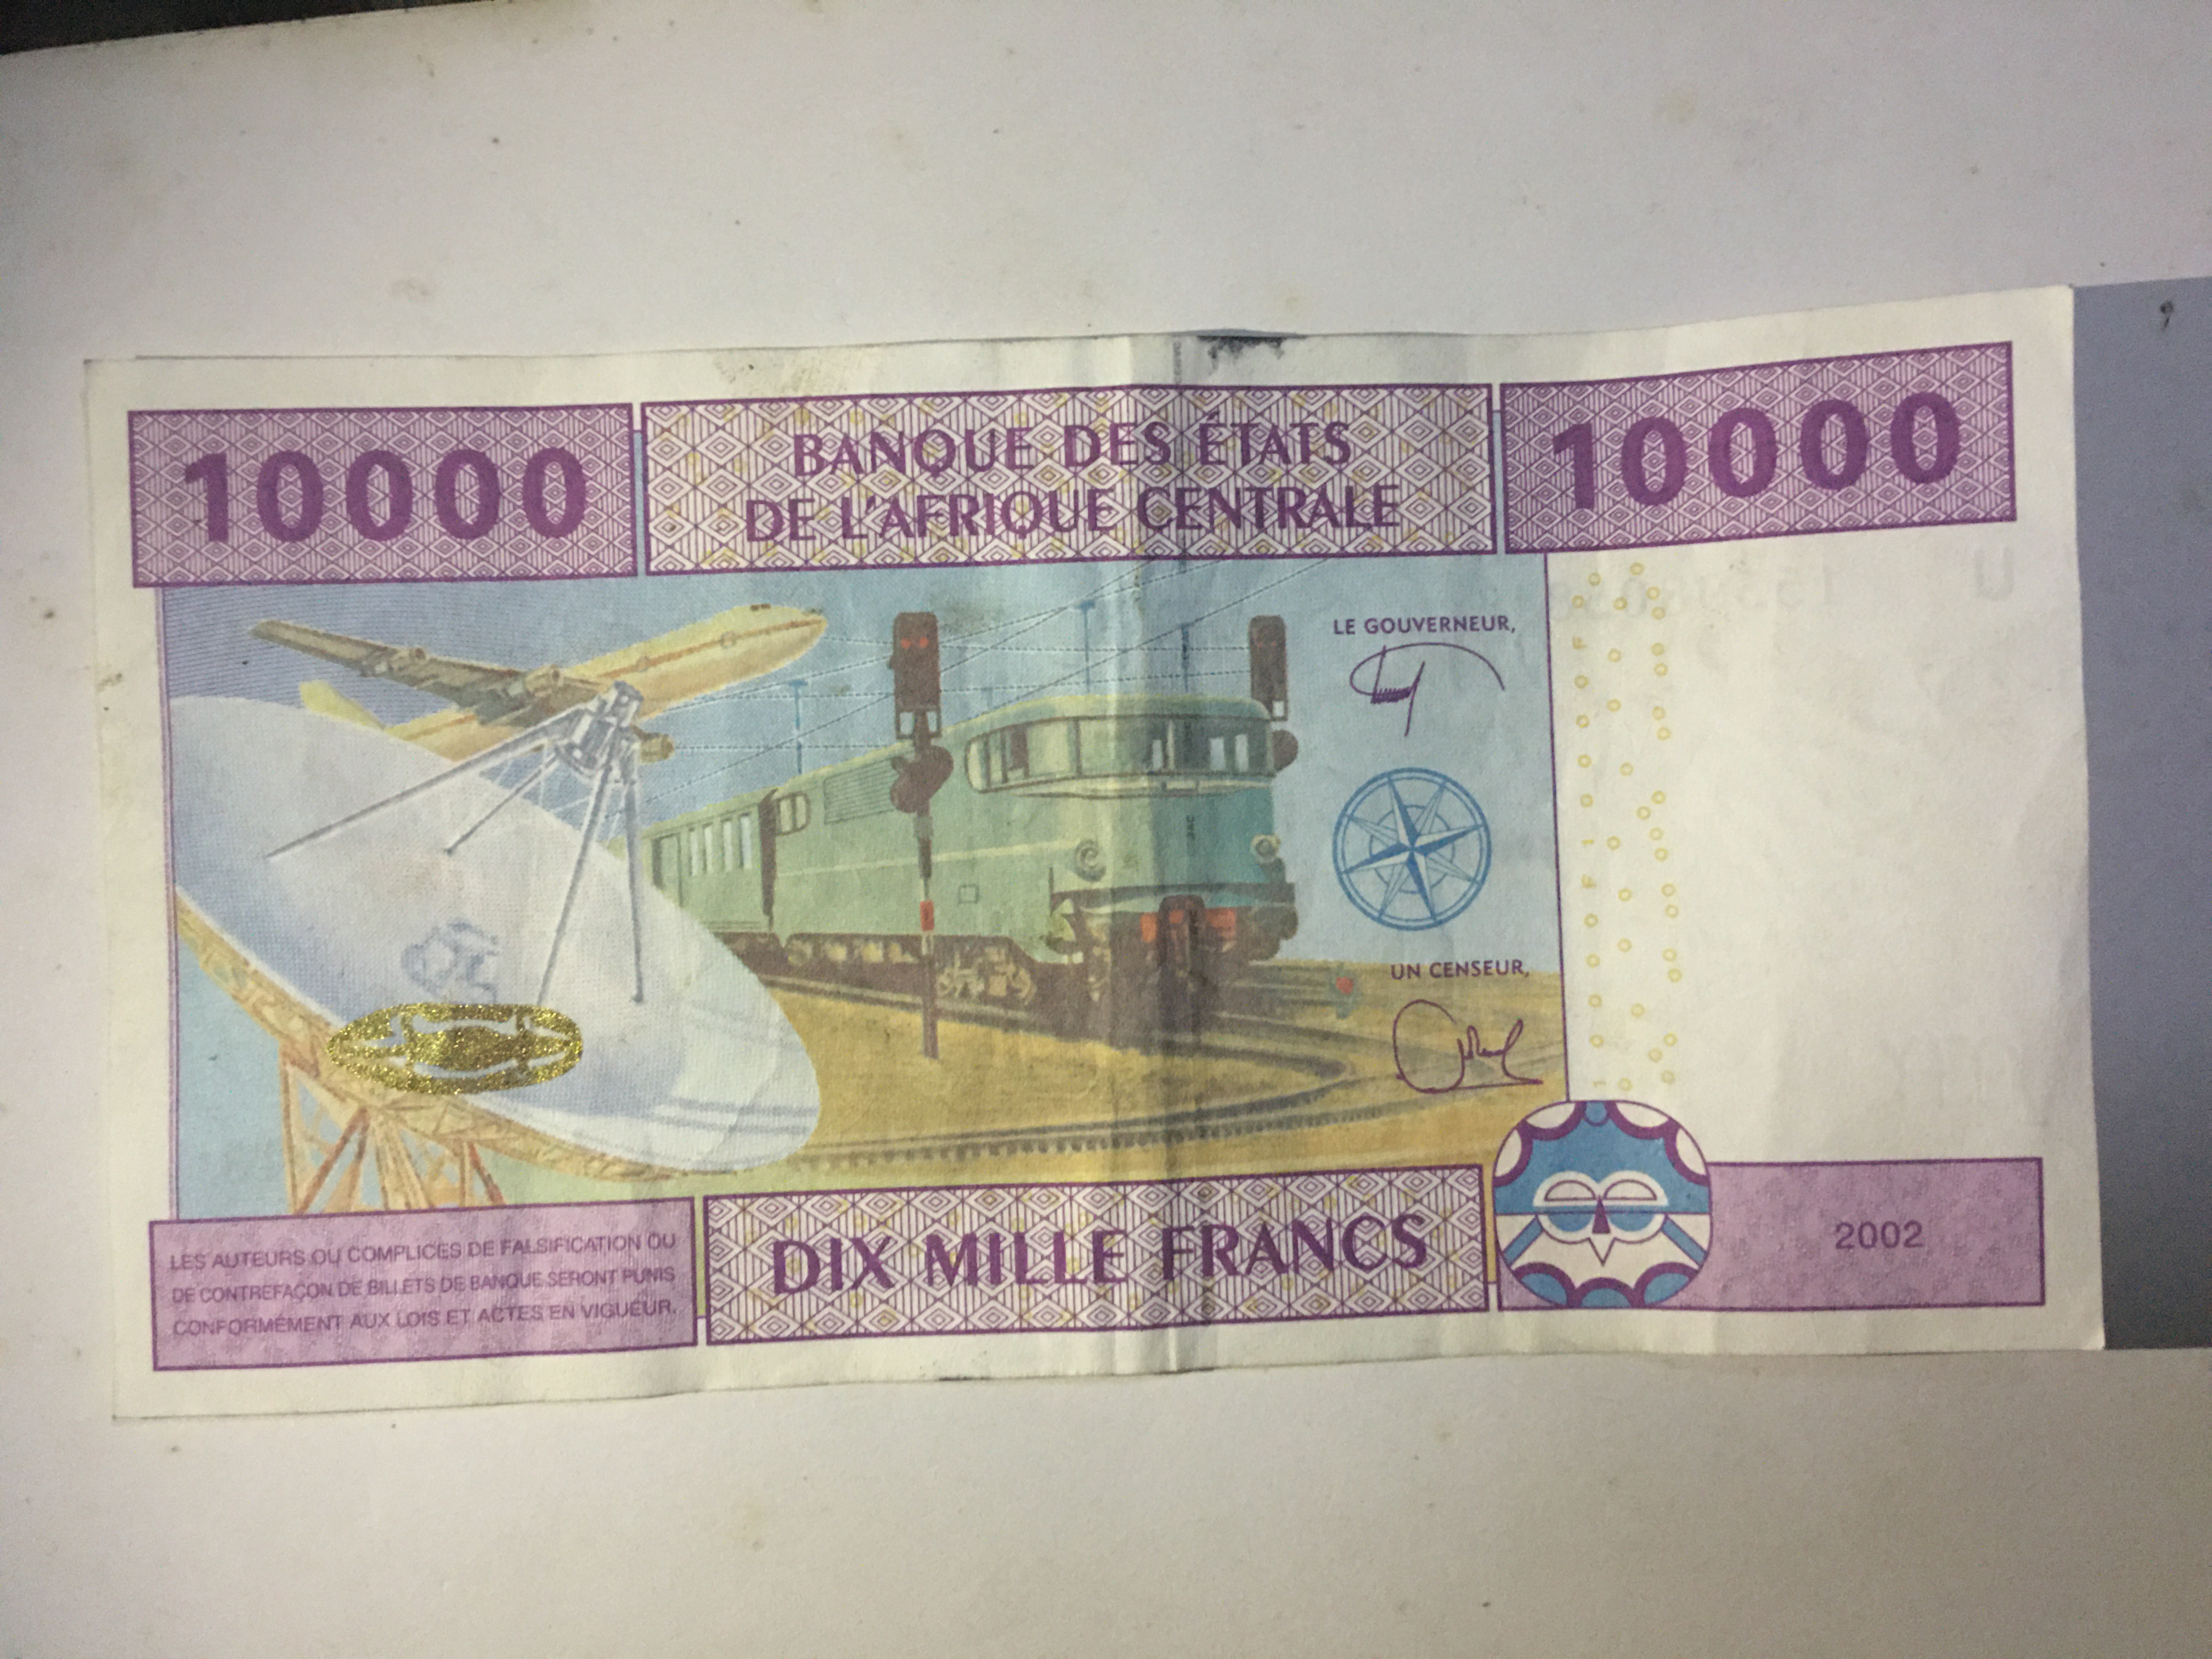 10000
BANQUE DES ÉTATS
DE L'AFRIQUE CENTRALE
10000
LE GOUVERNEUR,
UN CENSEUR,
LES AUTEURS OU COMPLICES DE FALSIFICATION OU
DE CONTREFAÇON DE BILLETS DE BANQUE SERONT PUNIS
CONFORMÉMENT AUX LOIS ET ACTES EN VIGUEUR.
DIX MILLE FRANCS
2002